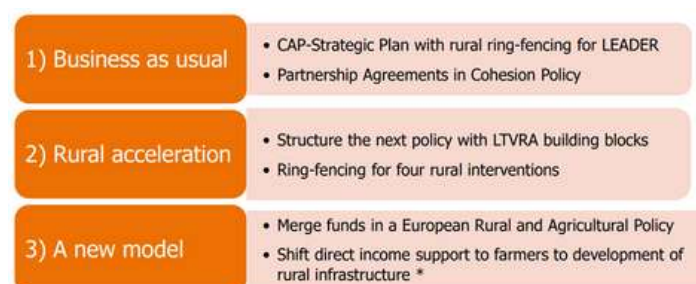 1) Business as usual
• CAP-Strategic Plan with rural ring-fencing for LEADER
• Partnership Agreements in Cohesion Policy
2) Rural acceleration
• Structure the next policy with LTVRA building blocks
• Ring-fencing for four rural interventions
3) A new model
• Merge funds in a European Rural and Agricultural Policy
• Shift direct income support to farmers to development of
rural infrastructure *